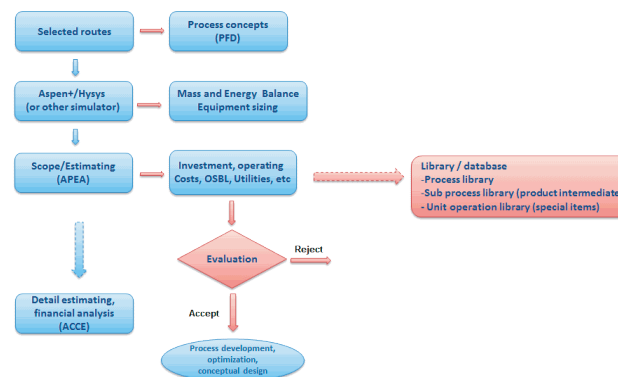 Selected routes
Process concepts
(PFD)
Aspen+/Hysys
(or other simulator)
Mass and Energy Balance
Equipment sizing
Scope/Estimating
(APEA)
Investment, operating
Costs, OSBL, Utilities, etc
Library / database
-Process library
-Sub process library (product intermediate
- Unit operation library (special items)
Evaluation
Reject
Detail estimating,
financial analysis
(ACCE)
Accept
Process development,
optimization,
conceptual design